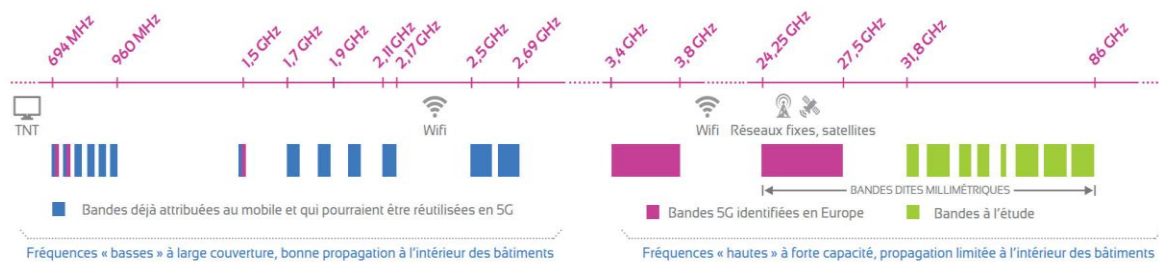 694 MHz
960 MHz
1,5 GHz
1,7 GHz
1,9 GHz
2,11 GHz
2,17 GHz
2,5 GHz
2,69 GHz
3,4 GHz
3,8 GHz
24,25 GHz
27,5 GHz
31,8 GHz
86 GHz
TNT
Wifi
Wifi
Réseaux fixes, satellites
BANDES DITES MILLIMÉTRIQUES
Bandes déjà attribuées au mobile et qui pourraient être réutilisées en 5G
Bandes 5G identifiées en Europe
Bandes à l'étude
Fréquences « basses » à large couverture, bonne propagation à l'intérieur des bâtiments
Fréquences « hautes » à forte capacité, propagation limitée à l'intérieur des bâtiments